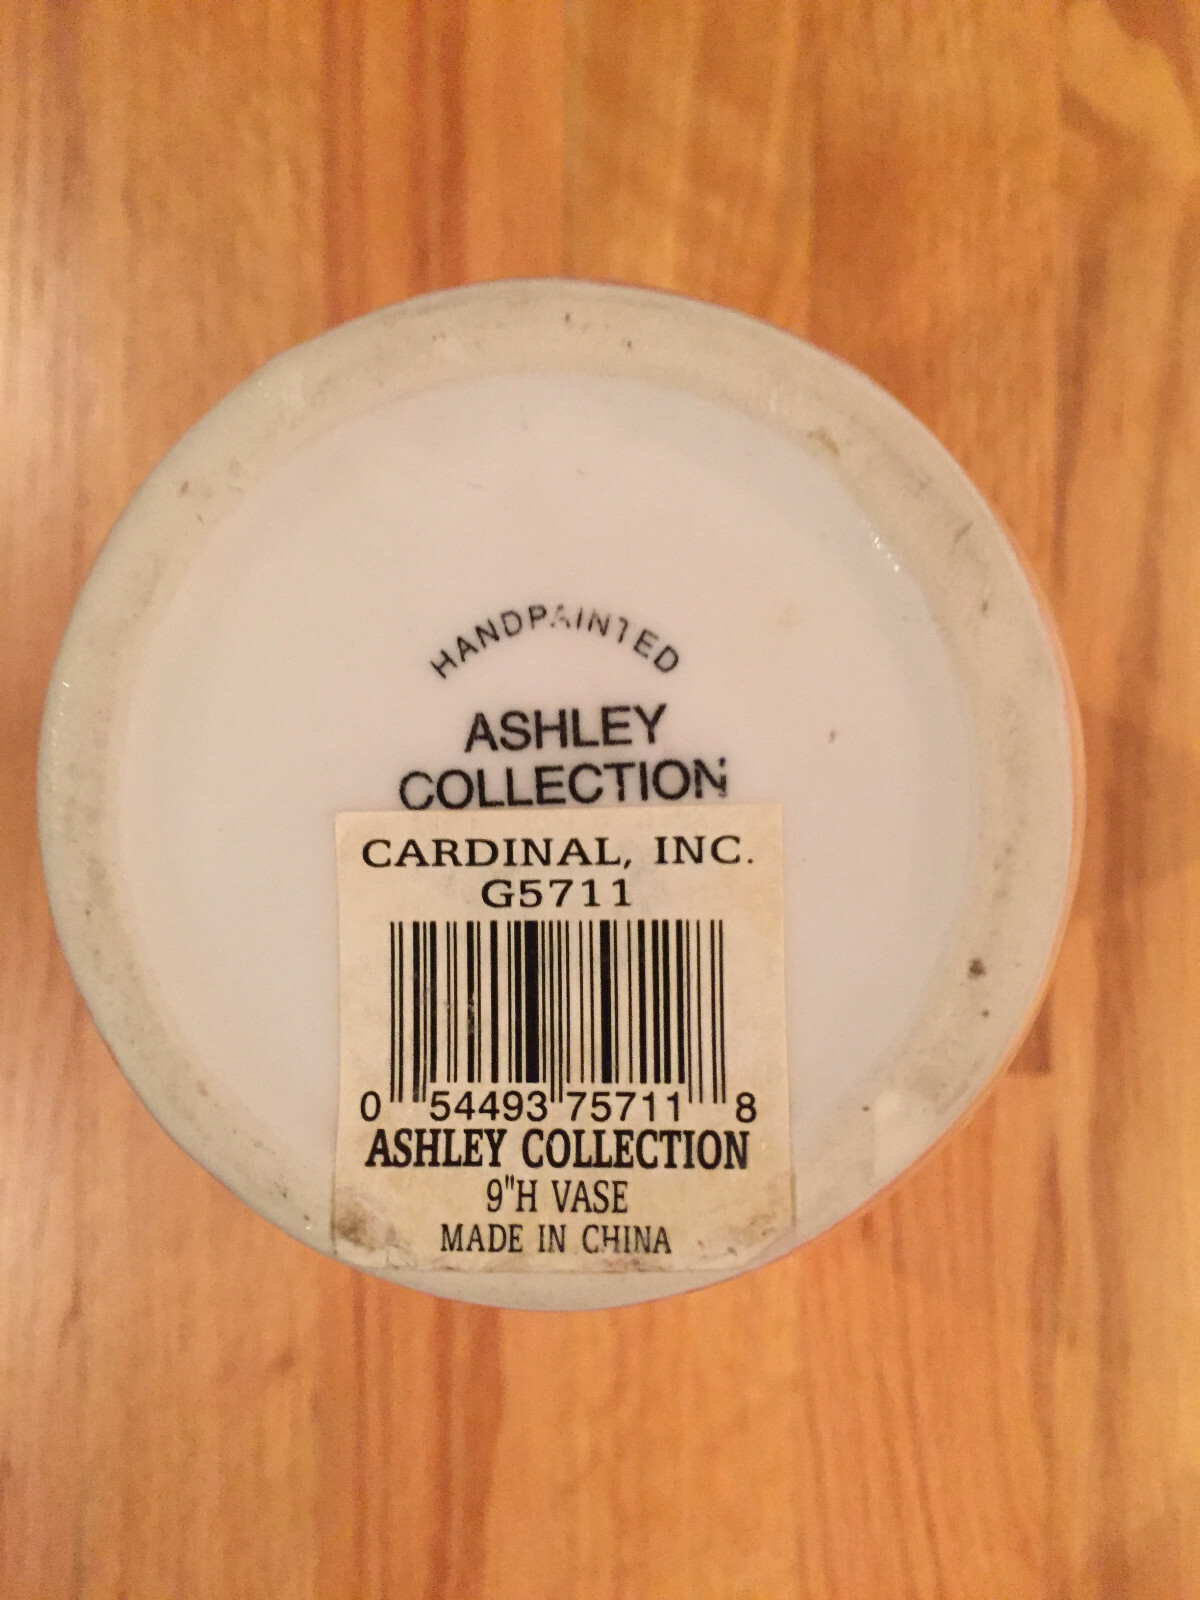 HANDPAINTED
ASHLEY
COLLECTION
CARDINAL, INC.
G5711
0 54493 75711 8
ASHLEY COLLECTION
9"H VASE
MADE IN CHINA